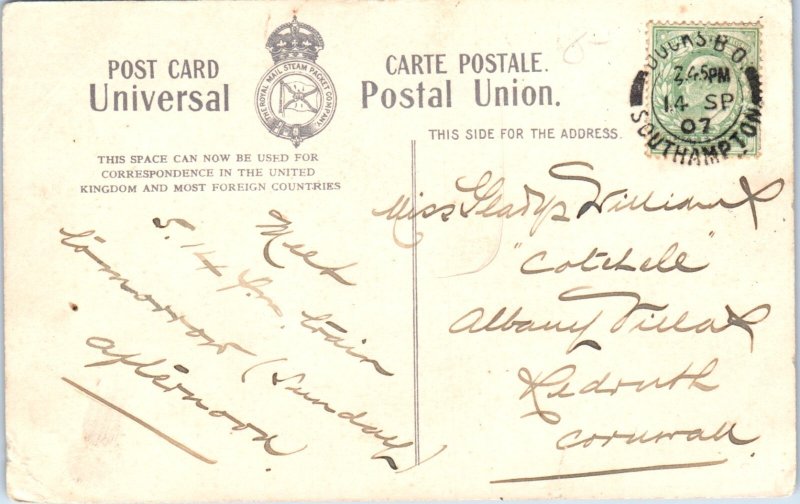 POST CARD
Universal
THE ROYAL MAIL STEAM PACKET COMPANY
CARTE POSTALE.
Postal Union.
THIS SIDE FOR THE ADDRESS.
THIS SPACE CAN NOW BE USED FOR
CORRESPONDENCE IN THE UNITED
KINGDOM AND MOST FOREIGN COUNTRIES
DOCKS B.O.
2.45PM
14 SP
07
SOUTHAMPTON
Meet
5.14 p.m. train
tomorrow (Sunday)
afternoon.
Miss Gladys Williams
"Cotehele"
Albany Villas
Redruth
Cornwall